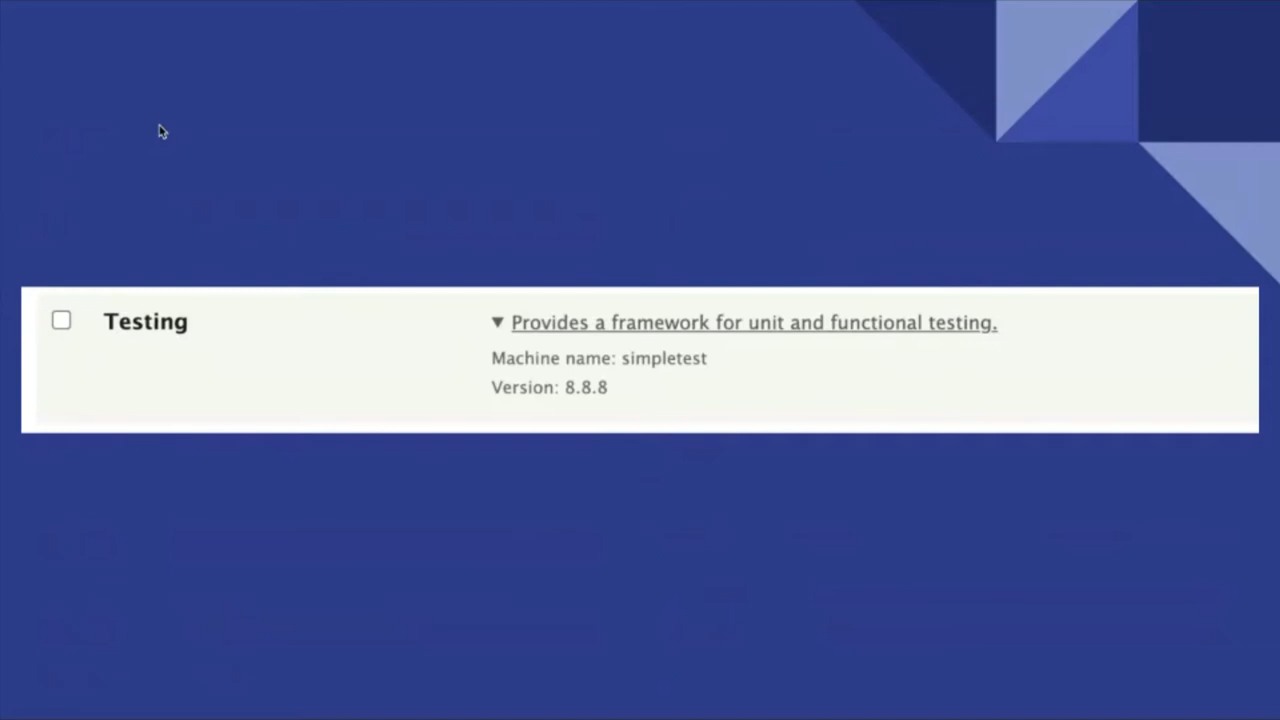 Testing
Provides a framework for unit and functional testing.
Machine name: simpletest
Version: 8.8.8